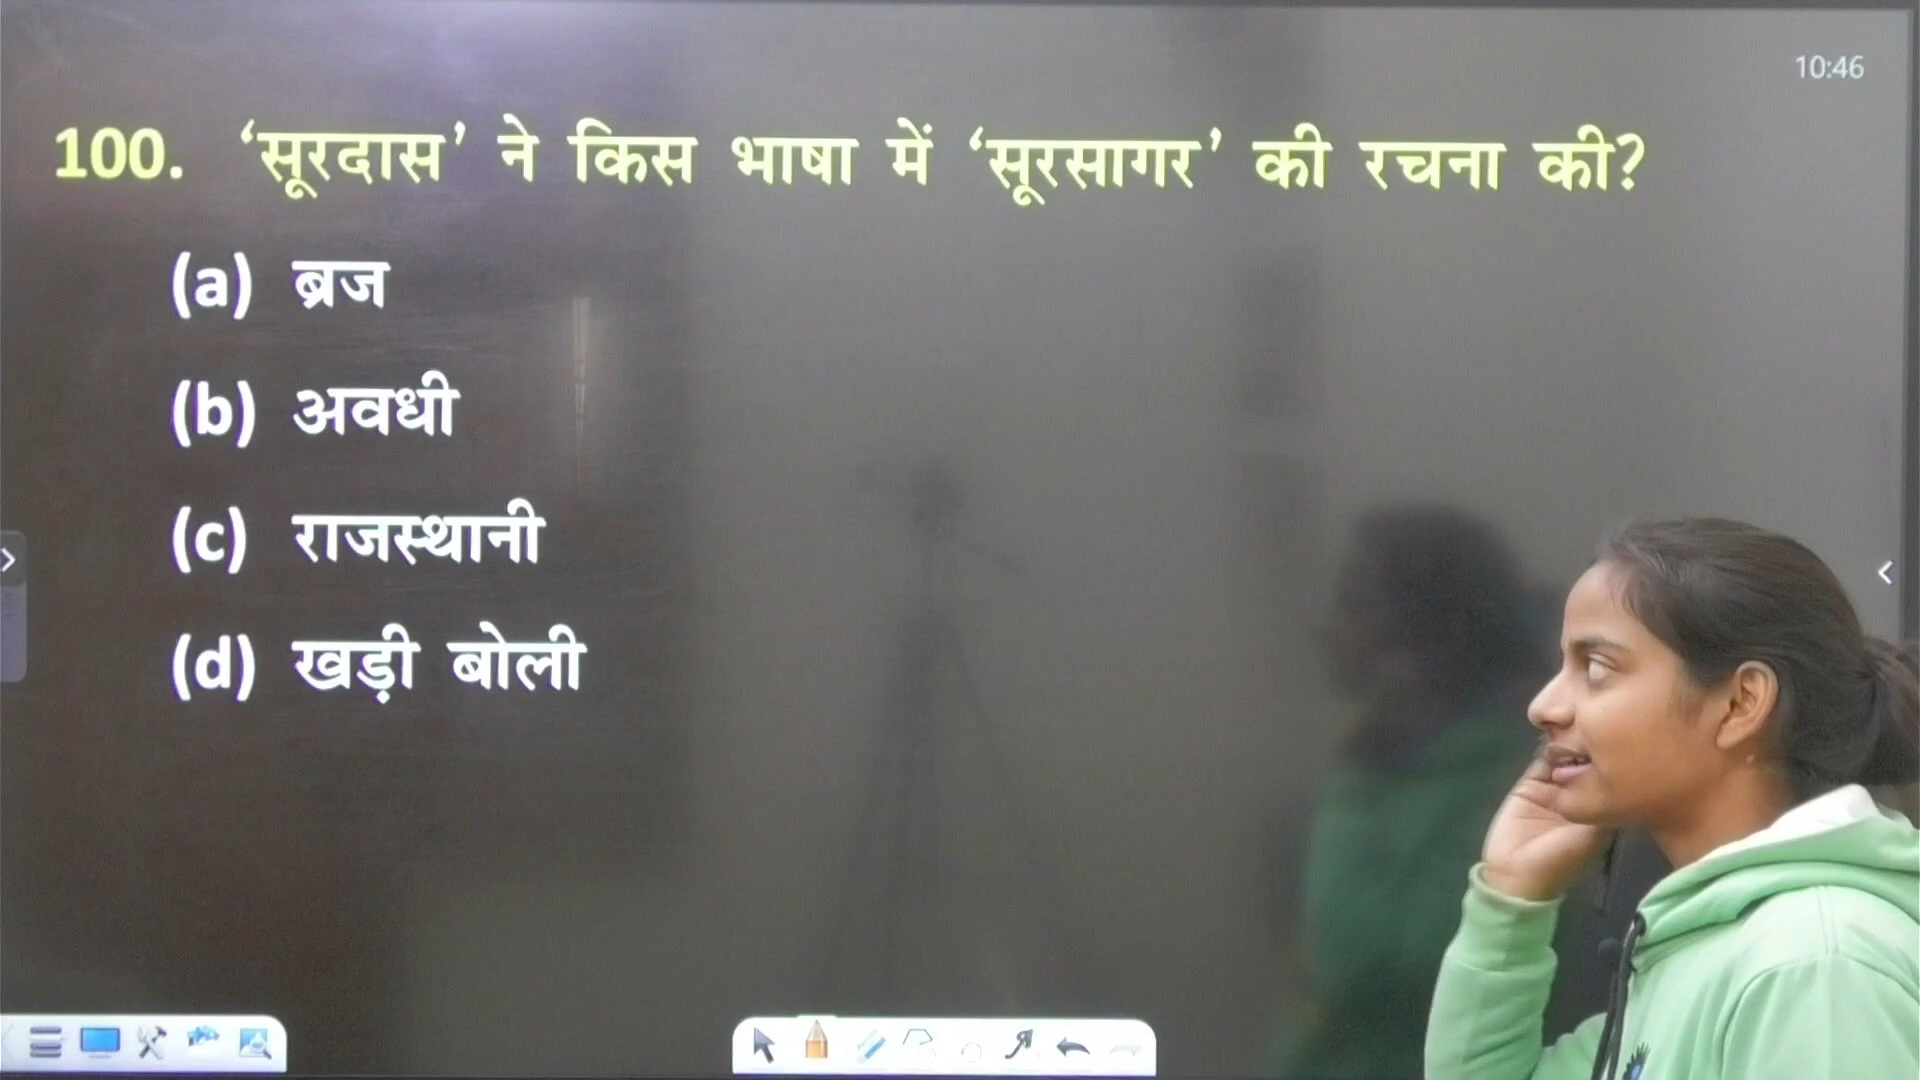 10:46
100. ‘सूरदास’ ने किस भाषा में ‘सूरसागर’ की रचना की?
(a) ब्रज
(b) अवधी
(c) राजस्थानी
(d) खड़ी बोली